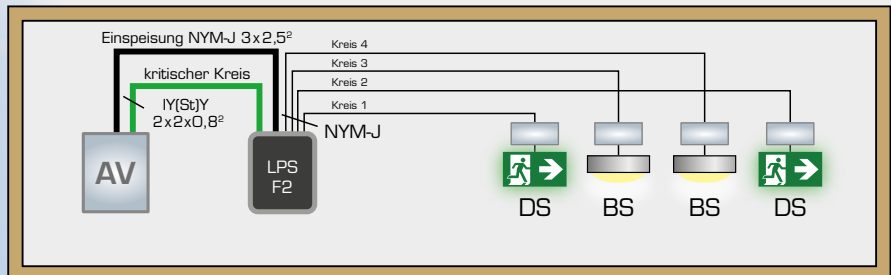 Einspeisung NYM-J 3x2,5²
kritischer Kreis
IY(St)Y
2x2x0,8²
Kreis 4
Kreis 3
Kreis 2
Kreis 1
NYM-J
AV
LPS
F2
DS
BS
BS
DS